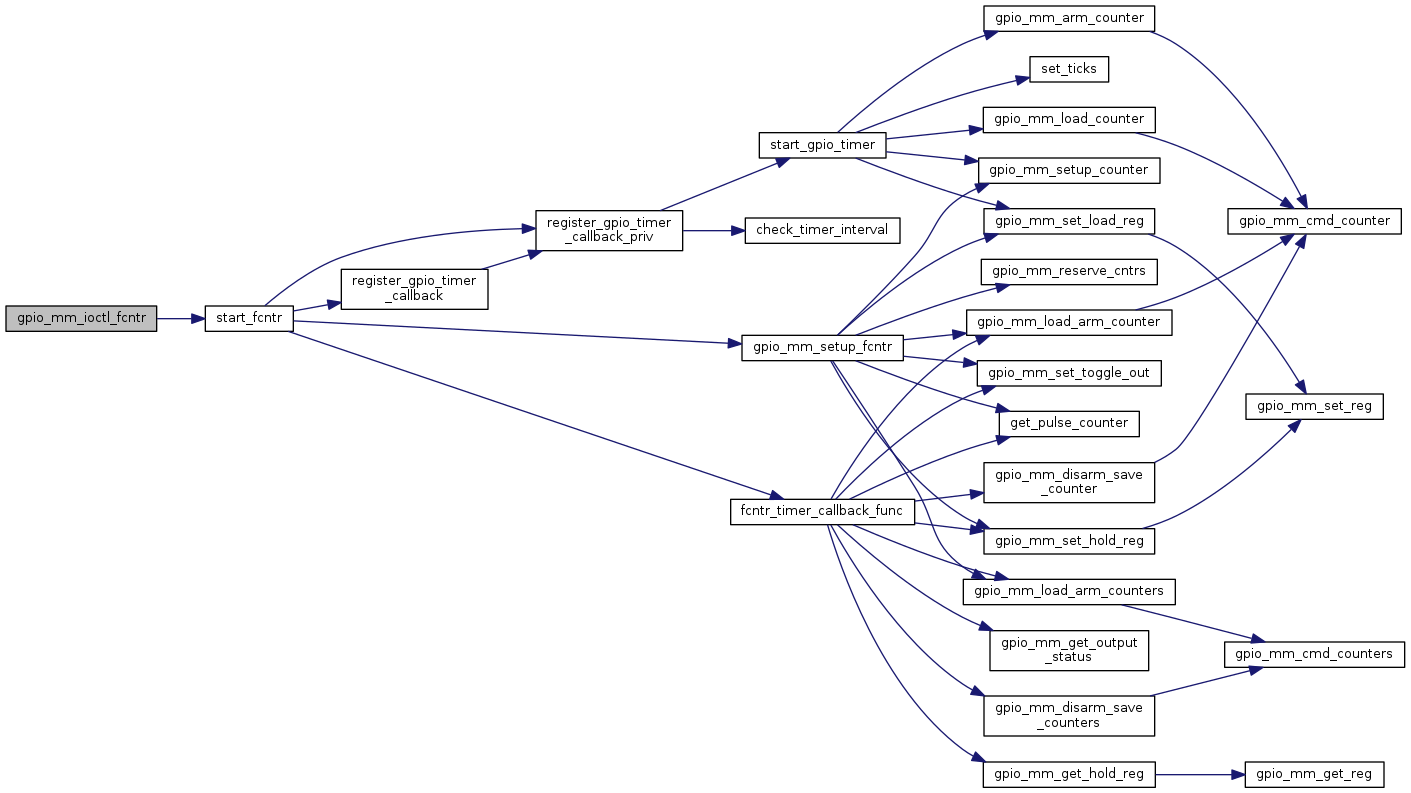 gpio_mm_ioctl_fcntr
start_fcntr
register_gpio_timer
_callback
register_gpio_timer
_callback_priv
start_gpio_timer
check_timer_interval
gpio_mm_setup_fcntr
fcntr_timer_callback_func
gpio_mm_arm_counter
set_ticks
gpio_mm_load_counter
gpio_mm_setup_counter
gpio_mm_set_load_reg
gpio_mm_reserve_cntrs
gpio_mm_load_arm_counter
gpio_mm_set_toggle_out
get_pulse_counter
gpio_mm_disarm_save
_counter
gpio_mm_set_hold_reg
gpio_mm_load_arm_counters
gpio_mm_get_output
_status
gpio_mm_disarm_save
_counters
gpio_mm_get_hold_reg
gpio_mm_cmd_counter
gpio_mm_set_reg
gpio_mm_cmd_counters
gpio_mm_get_reg